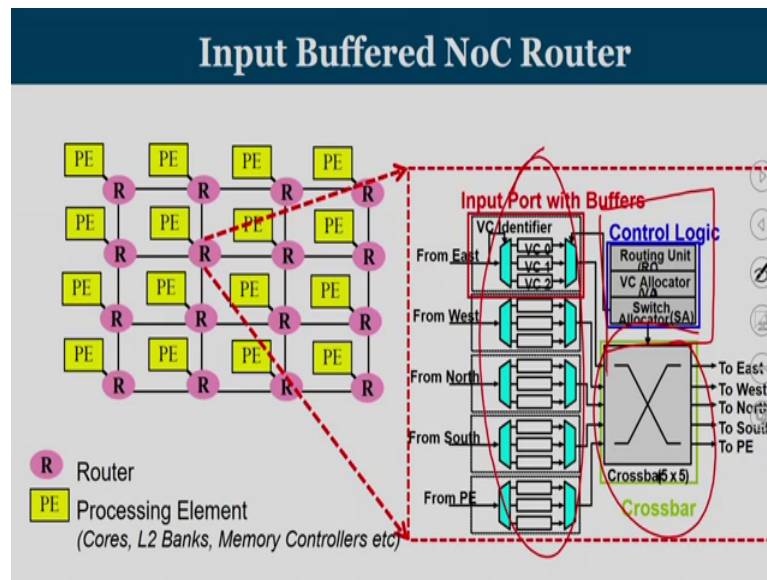 Input Buffered NoC Router
PE PE PE PE
R R R R
PE PE PE PE
R R R R
PE PE PE PE
R R R R
PE PE PE PE
R R R R
R Router
PE Processing Element
(Cores, L2 Banks, Memory Controllers etc)
Input Port with Buffers
VC Identifier
From East
VC 0
VC 1
VC 2
From West
From North
From South
From PE
Control Logic
Routing Unit
(RC)
VC Allocator
(VA)
Switch
Allocator(SA)
To East
To West
To North
To South
To PE
Crossbar(5 x 5)
Crossbar